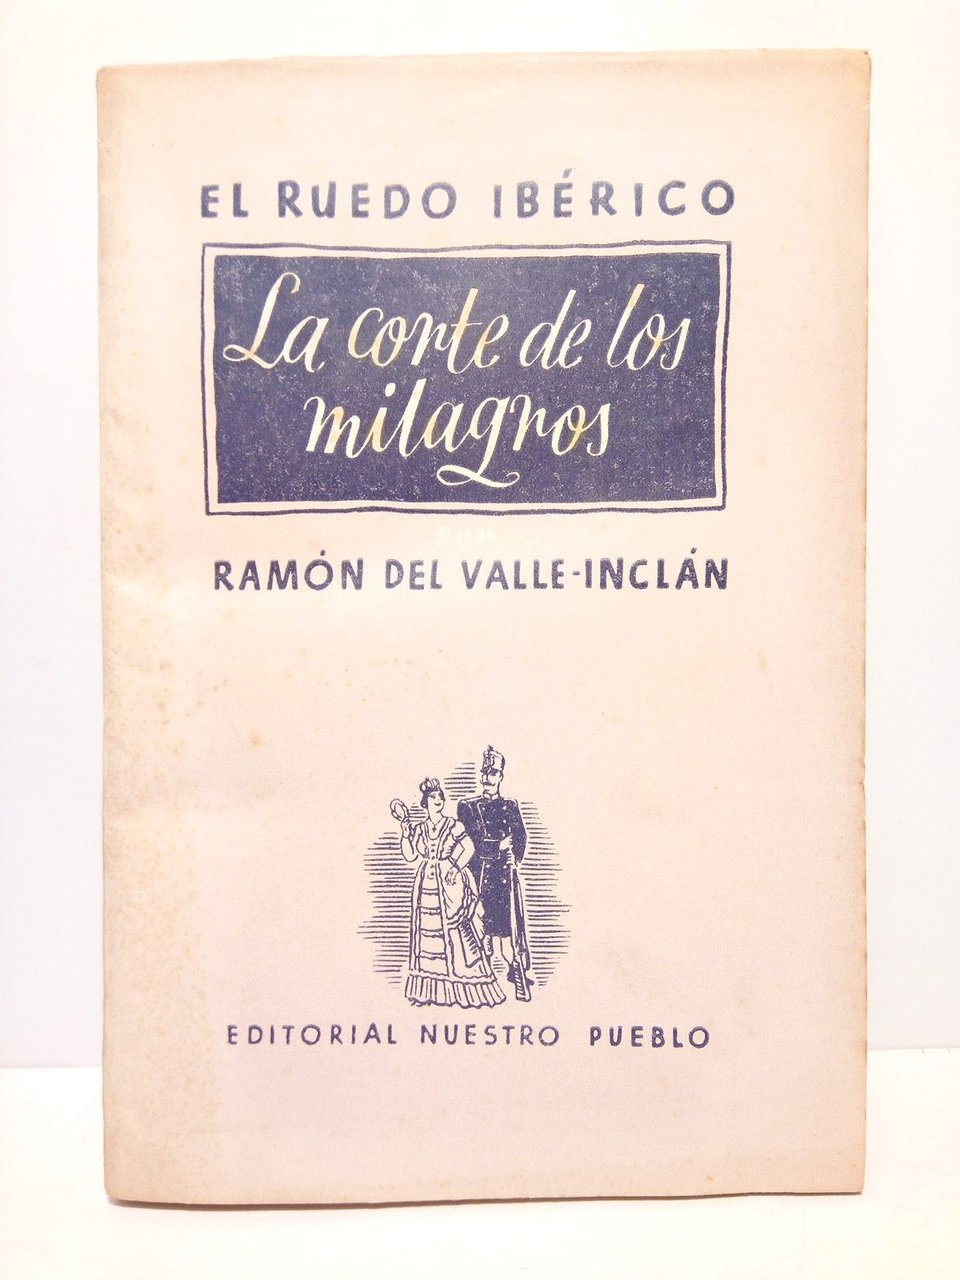 EL RUEDO IBÉRICO
La corte de los
milagros
por
RAMÓN DEL VALLE-INCLÁN
EDITORIAL NUESTRO PUEBLO